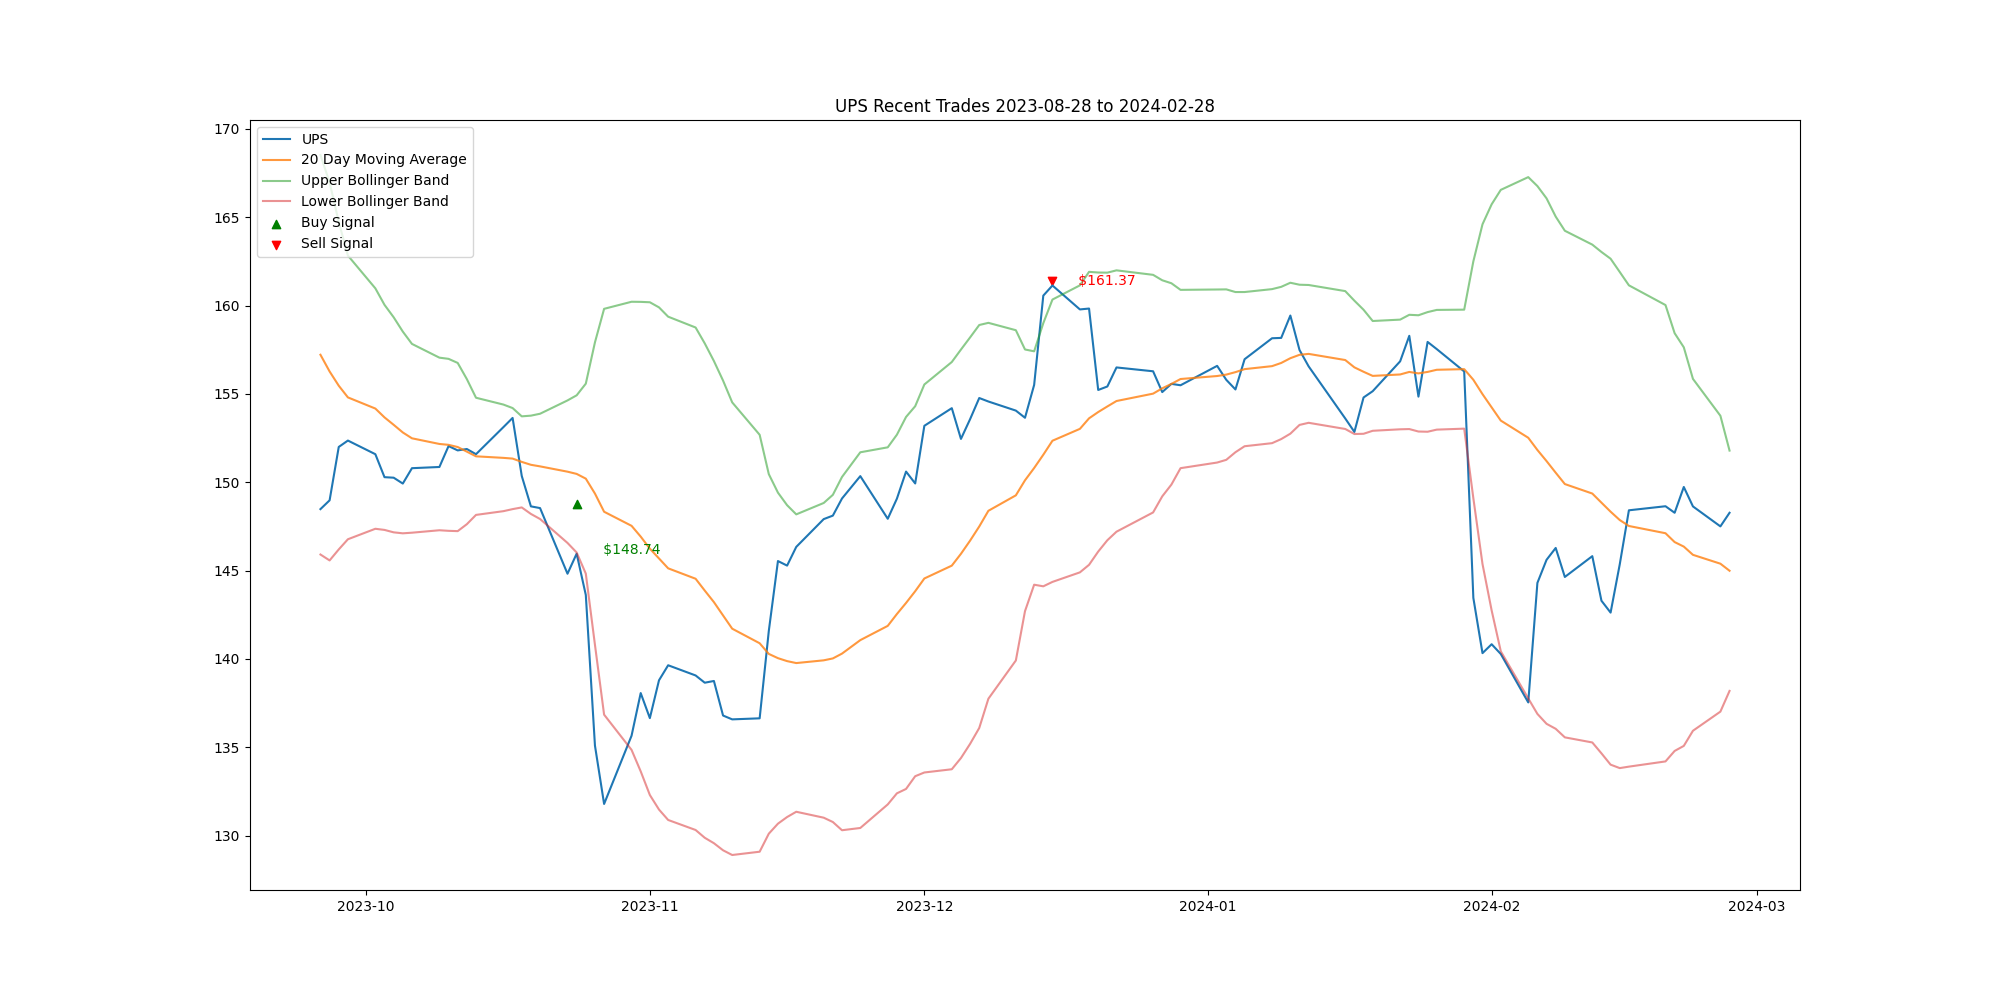 UPS Recent Trades 2023-08-28 to 2024-02-28
170
165
160
155
150
145
140
135
130
UPS
20 Day Moving Average
Upper Bollinger Band
Lower Bollinger Band
Buy Signal
Sell Signal
$161.37
$148.74
2023-10
2023-11
2023-12
2024-01
2024-02
2024-03